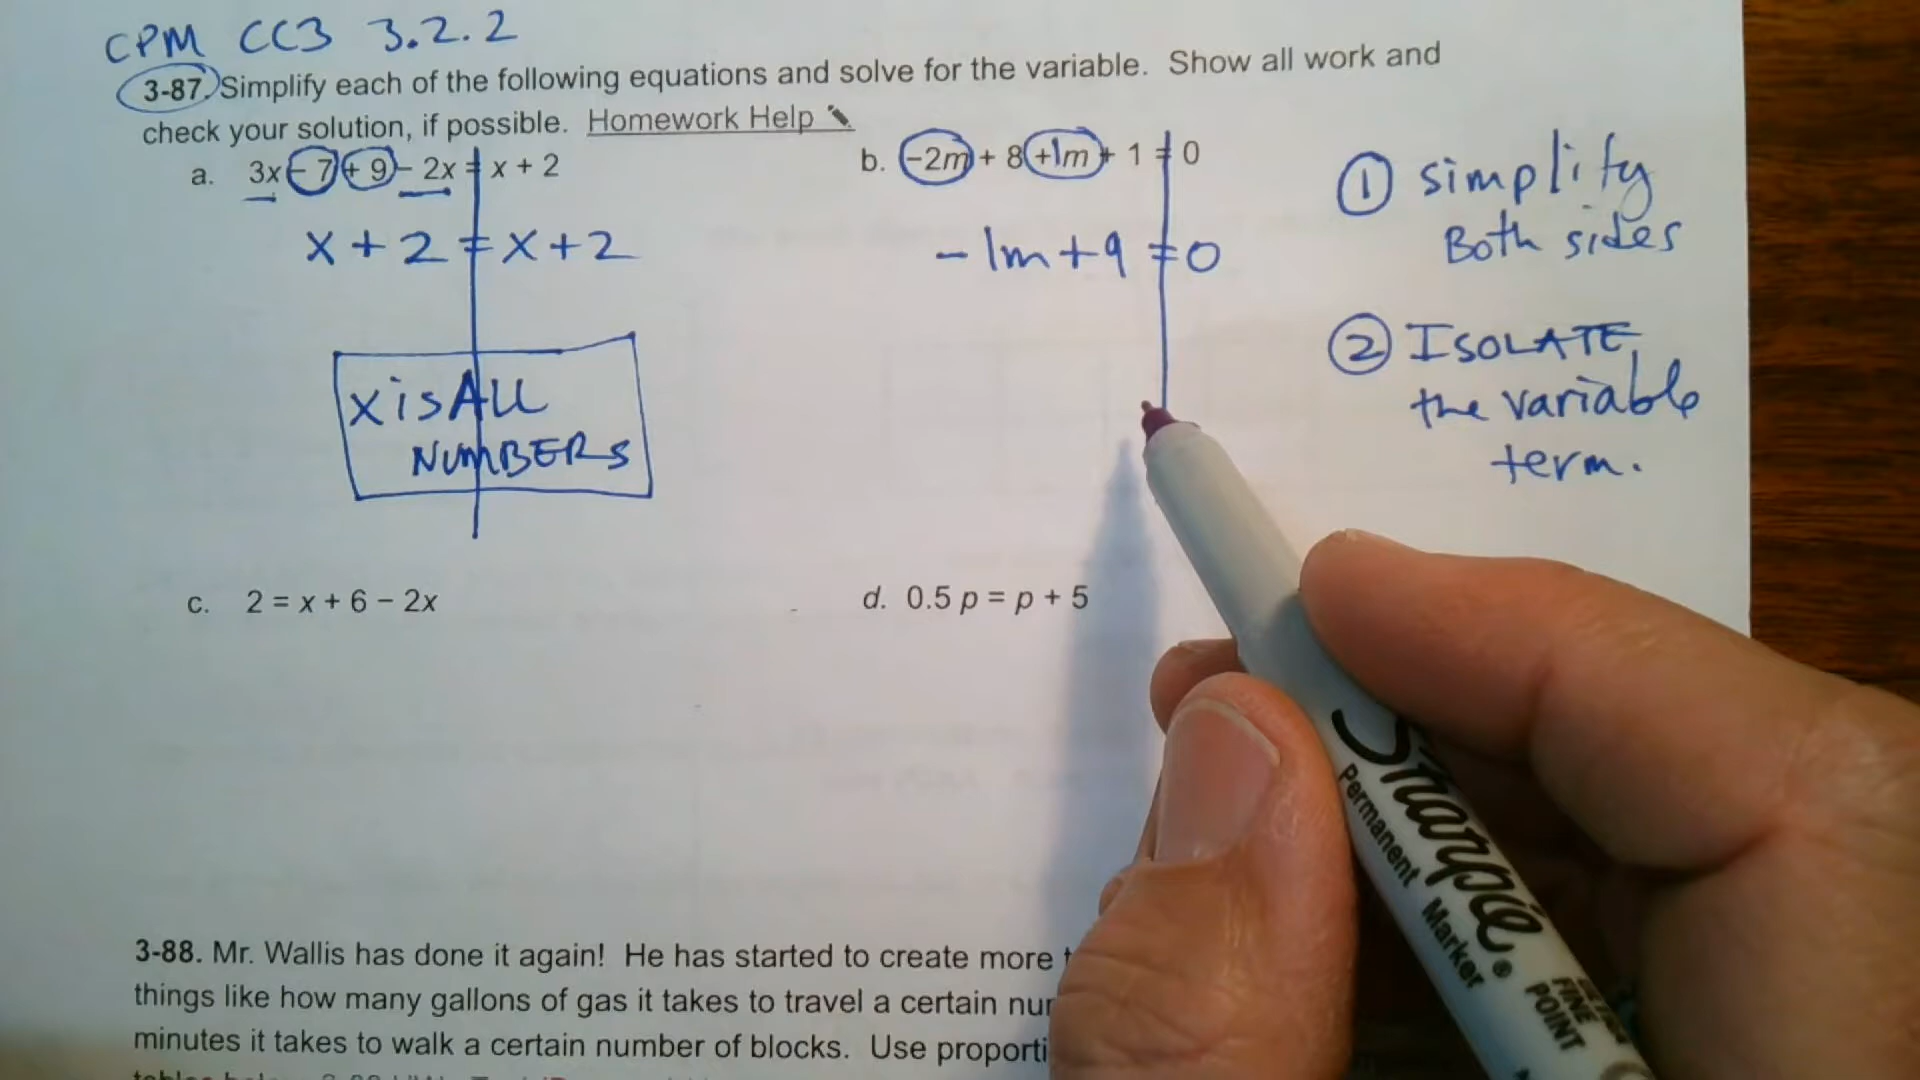 CPM CC3 3.2.2
3-87. Simplify each of the following equations and solve for the variable. Show all work and
check your solution, if possible. Homework Help ✎
a. 3x − 7 + 9 − 2x = x + 2
x + 2 = x + 2
x is All
NUMBERS
b. −2m + 8 + 1m + 1 = 0
- 1m + 9 = 0
① simplify
Both sides
② ISOLATE
the variable
term.
c. 2 = x + 6 − 2x
d. 0.5 p = p + 5
3-88. Mr. Wallis has done it again! He has started to create more
things like how many gallons of gas it takes to travel a certain
minutes it takes to walk a certain number of blocks. Use
Sharpie®
Permanent Marker
FINE
POINT